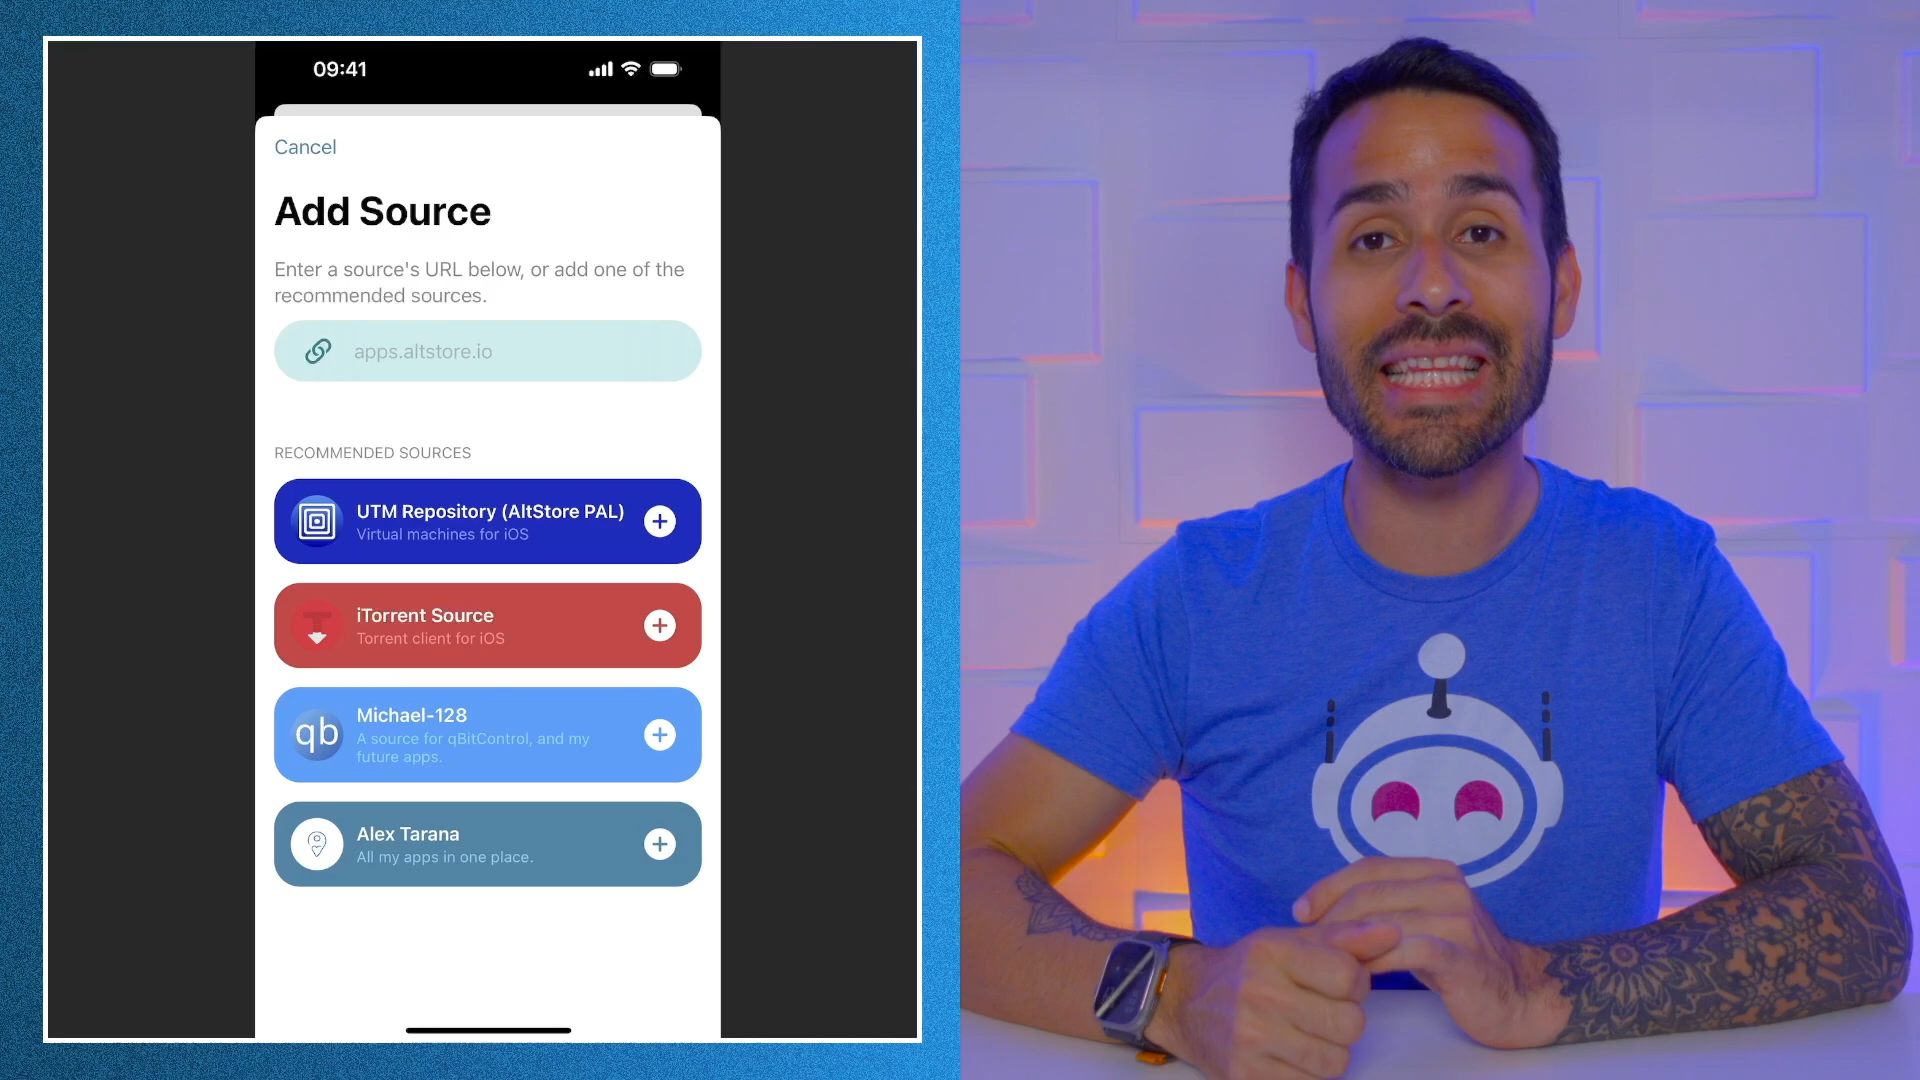 09:41
Cancel
Add Source
Enter a source's URL below, or add one of the
recommended sources.
apps.altstore.io
RECOMMENDED SOURCES
UTM Repository (AltStore PAL)
Virtual machines for iOS
iTorrent Source
Torrent client for iOS
qb
Michael-128
A source for qBitControl, and my
future apps.
Alex Tarana
All my apps in one place.